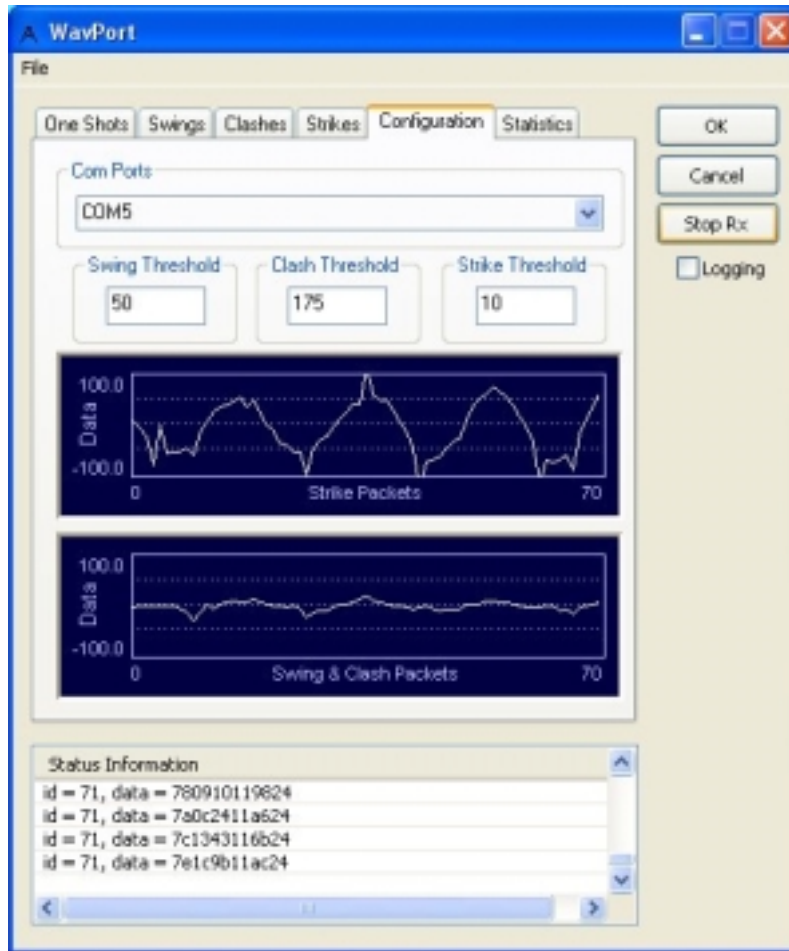 WavPort
File
One Shots Swings Clashes Strikes Configuration Statistics
OK
Cancel
Stop Rx
Logging
Com Ports
COM5
Swing Threshold Clash Threshold Strike Threshold
50 175 10
100.0
Data
-100.0
0 Strike Packets 70
100.0
Data
-100.0
0 Swing & Clash Packets 70
Status Information
id = 71, data = 780910119824
id = 71, data = 7a0c2411a624
id = 71, data = 7c1343116b24
id = 71, data = 7e1c9b11ac24